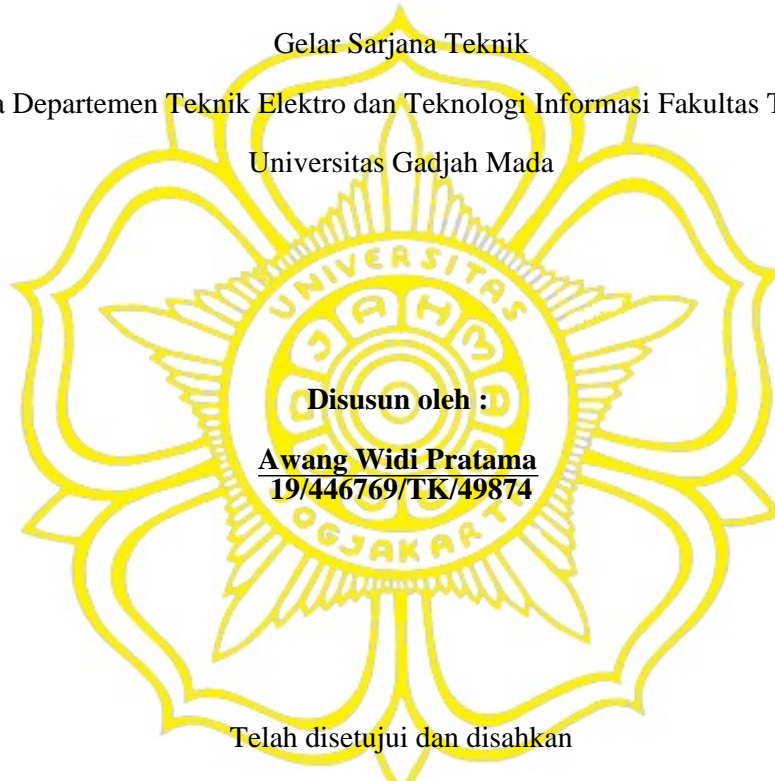 Gelar Sarjana Teknik
Departemen Teknik Elektro dan Teknologi Informasi Fakultas
Universitas Gadjah Mada
UNIVERSITAS
Disusun oleh :
Awang Widi Pratama
19/446769/TK/49874
Telah disetujui dan disahkan